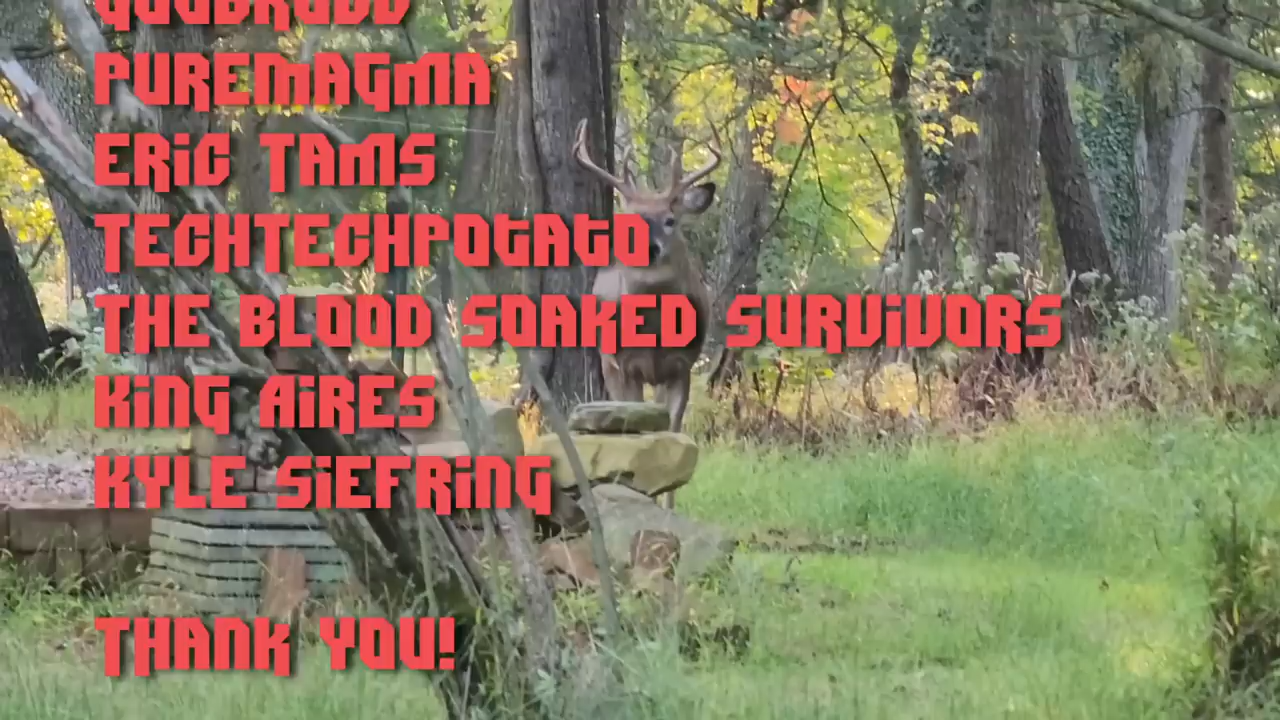 PUREMAGMA
ERIC TAMS
TECHTECHPOTATO
THE BLOOD SOAKED SURVIVORS
KING AIRES
KYLE SIEFRING
THANK YOU!